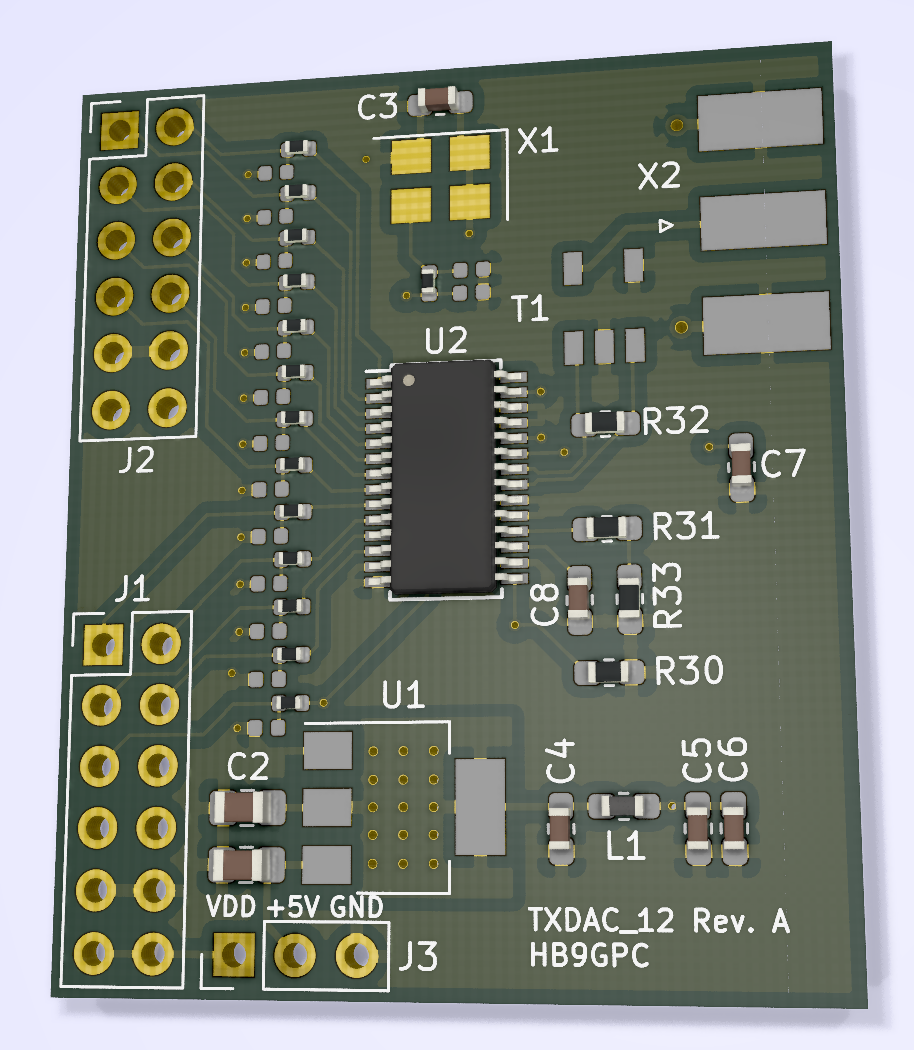 C3
X1
X2
T1
U2
R32
J2
C7
R31
J1
C8
R33
R30
U1
C2
C4
C5
C6
L1
VDD +5V GND
TXDAC_12 Rev. A
HB9GPC
J3